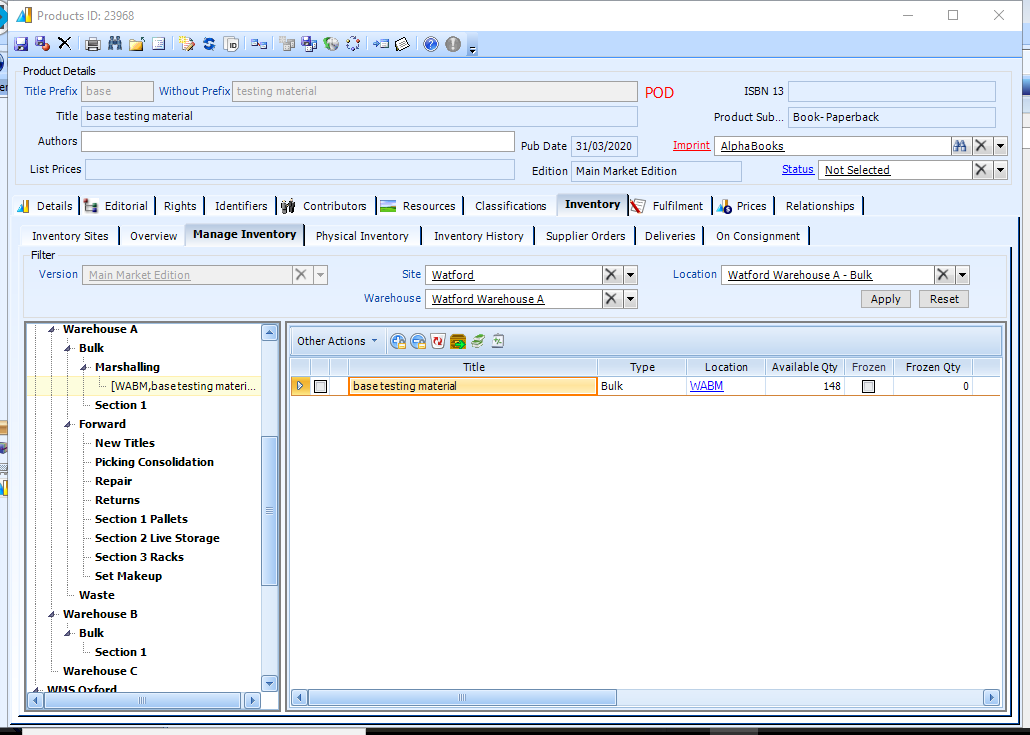 Products ID: 23968
Product Details
Title Prefix base Without Prefix testing material POD ISBN 13
Title base testing material Product Sub... Book- Paperback
Authors Pub Date 31/03/2020 Imprint AlphaBooks
List Prices Edition Main Market Edition Status Not Selected
Details Editorial Rights Identifiers Contributors Resources Classifications Inventory Fulfilment Prices Relationships
Inventory Sites Overview Manage Inventory Physical Inventory Inventory History Supplier Orders Deliveries On Consignment
Filter
Version Main Market Edition Site Watford Location Watford Warehouse A - Bulk
Warehouse Watford Warehouse A Apply Reset
Warehouse A
Bulk
Marshalling
[WABM,base testing materi...
Section 1
Forward
New Titles
Picking Consolidation
Repair
Returns
Section 1 Pallets
Section 2 Live Storage
Section 3 Racks
Set Makeup
Waste
Warehouse B
Bulk
Section 1
Warehouse C
WMS Oxford
Other Actions
Title Type Location Available Qty Frozen Frozen Qty
base testing material Bulk WABM 148 0